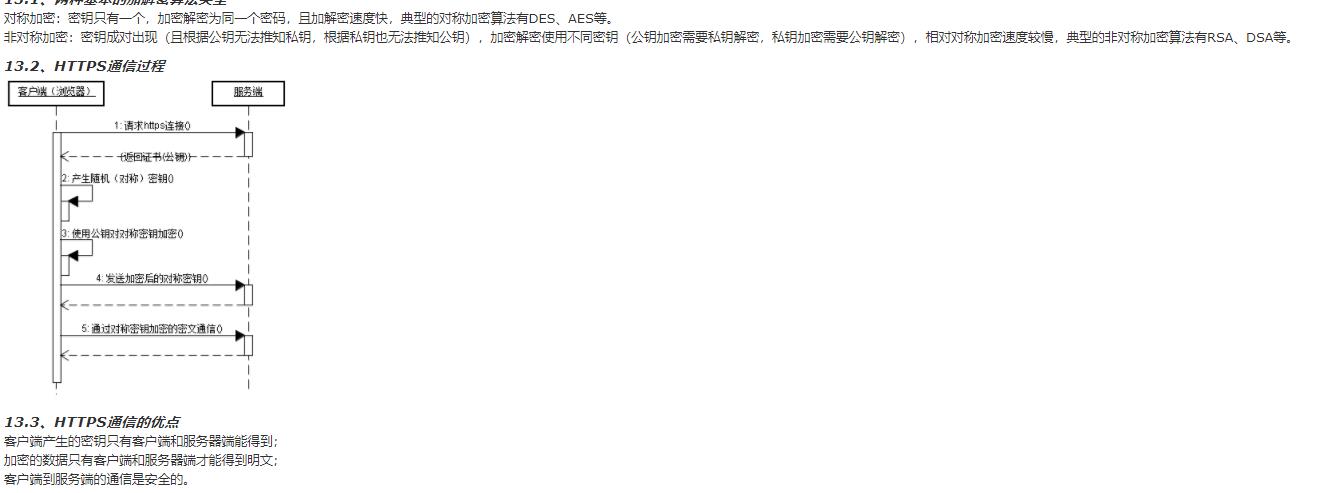 13.1、两种基本的加解密算法类型
对称加密：密钥只有一个，加密解密为同一个密码，且加解密速度快，典型的对称加密算法有DES、AES等。
非对称加密：密钥成对出现（且根据公钥无法推知私钥，根据私钥也无法推知公钥），加密解密使用不同密钥（公钥加密需要私钥解密，私钥加密需要公钥解密），相对对称加密速度较慢，典型的非对称加密算法有RSA、DSA等。
13.2、HTTPS通信过程
客户端（浏览器）
服务端
1: 请求https连接()
(返回证书(公钥))
2: 产生随机（对称）密钥()
3: 使用公钥对对称密钥加密()
4: 发送加密后的对称密钥()
5: 通过对称密钥加密的密文通信()
13.3、HTTPS通信的优点
客户端产生的密钥只有客户端和服务器端能得到；
加密的数据只有客户端和服务器端才能得到明文；
客户端到服务端的通信是安全的。